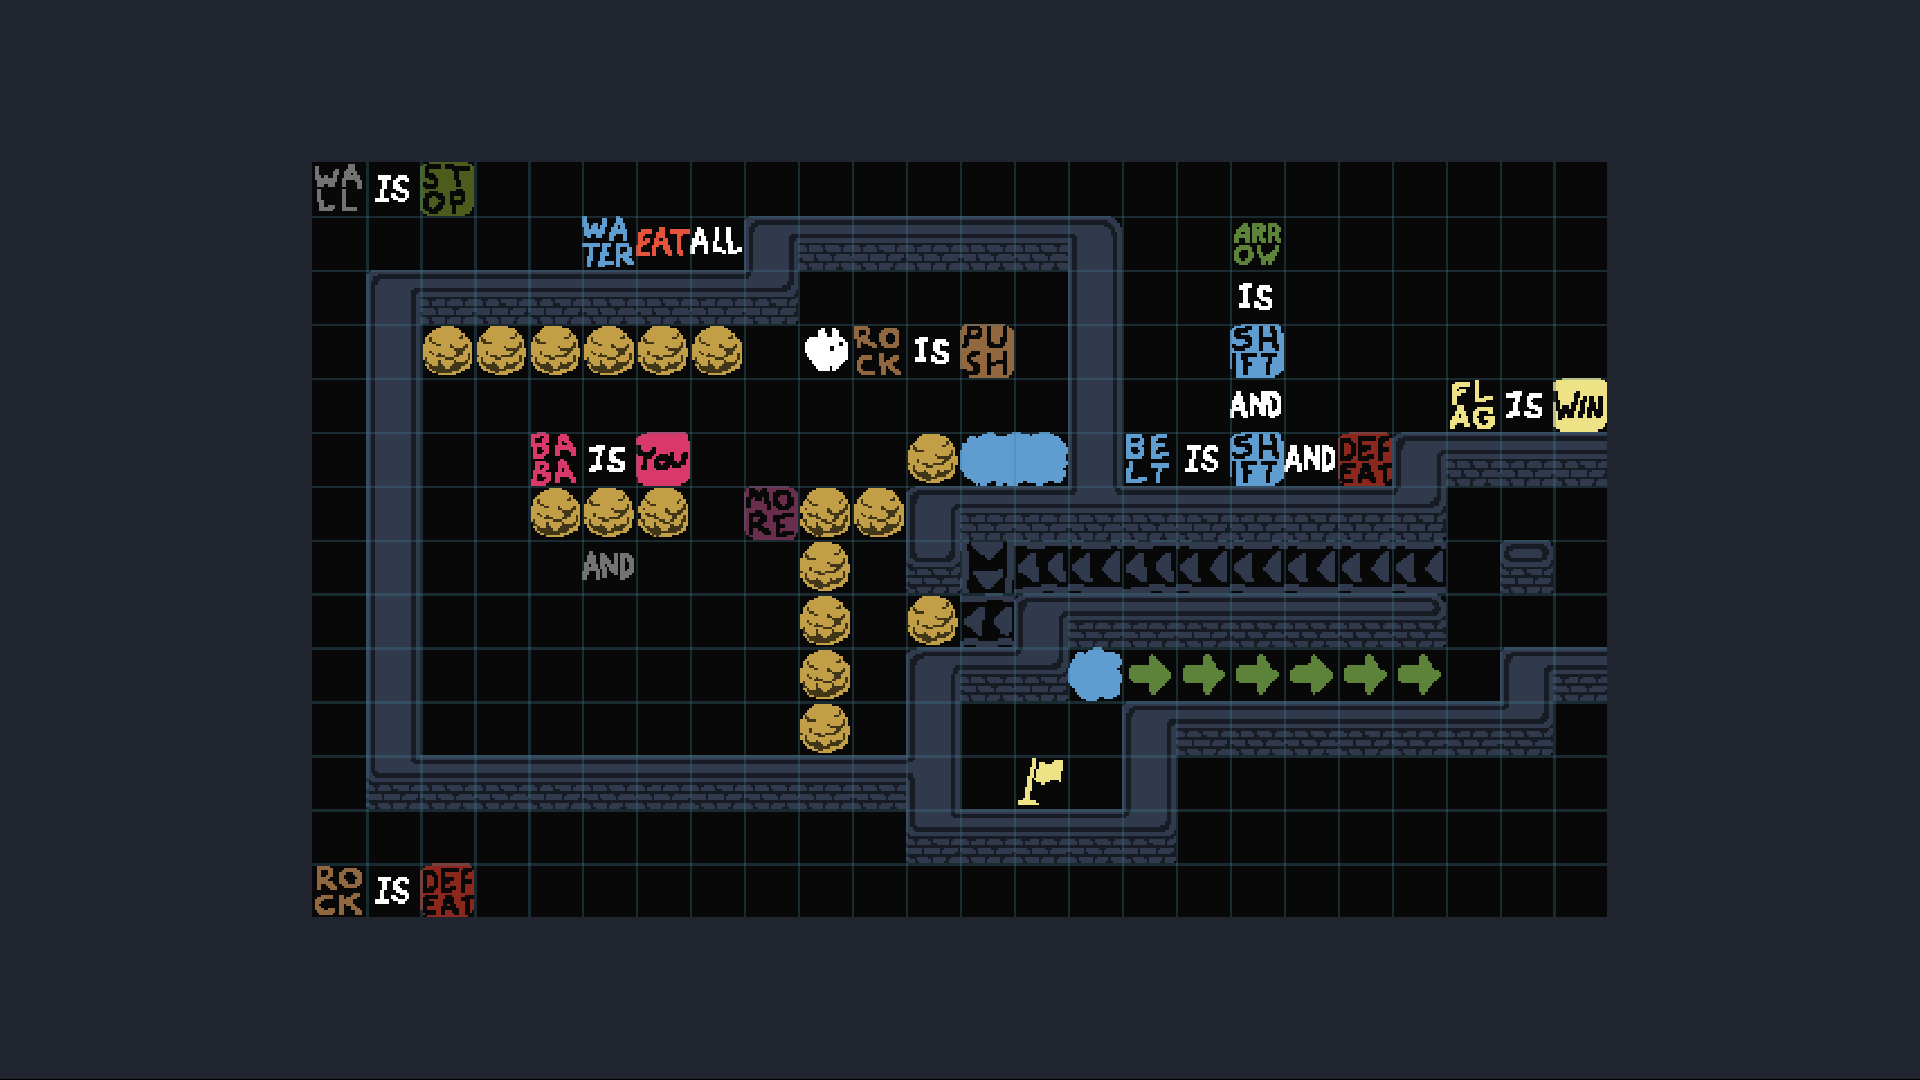 WALL IS STOP
WATER EAT ALL
ARROW
IS
ROCK IS PUSH
SHIFT
AND
FLAG IS WIN
BABA IS YOU
BELT IS SHIFT AND DEFEAT
MORE
AND
ROCK IS DEFEAT